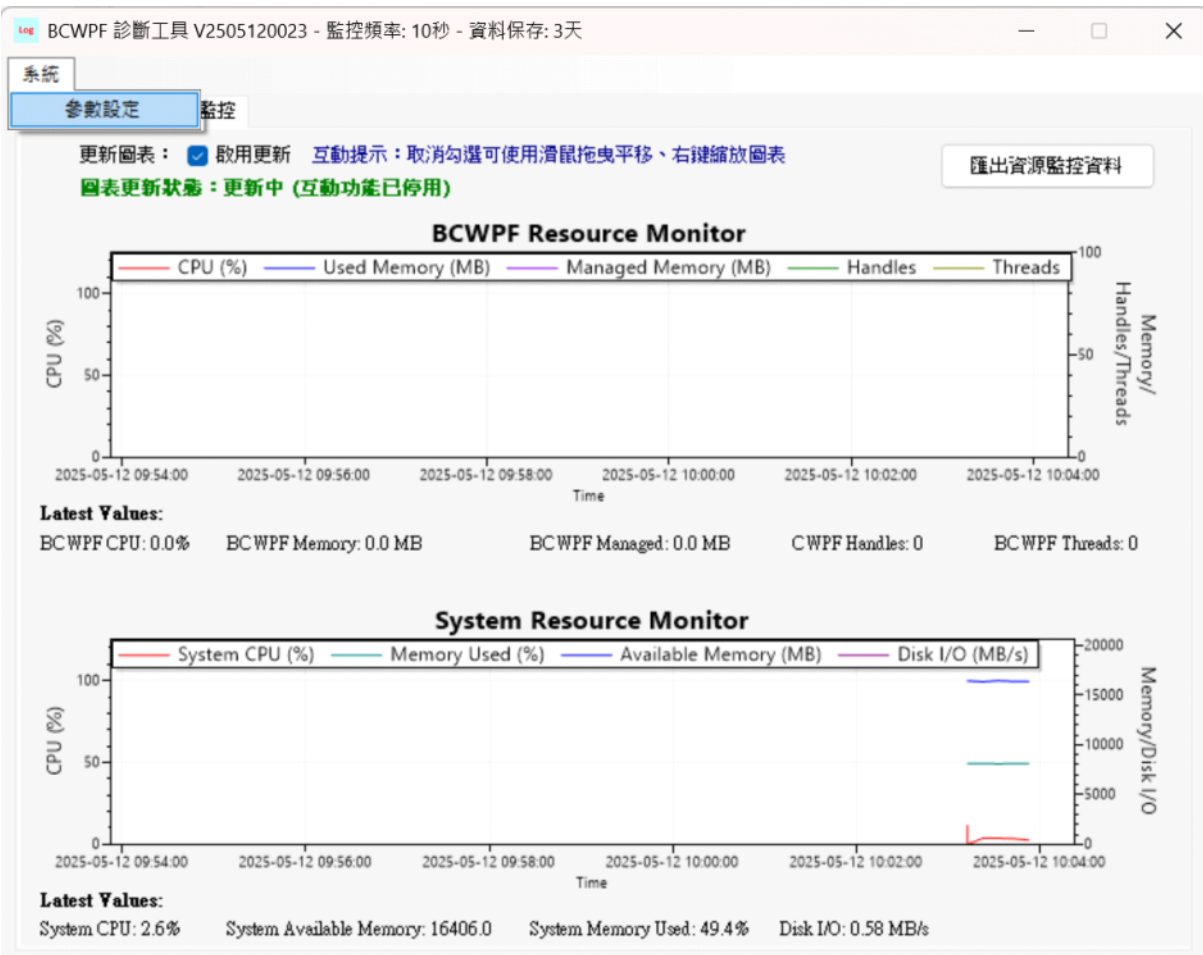 Log BCWPF 診斷工具 V2505120023 - 監控頻率: 10秒 - 資料保存: 3天
系統
參數設定 監控
更新圖表： 啟用更新 互動提示：取消勾選可使用滑鼠拖曳平移、右鍵縮放圖表
匯出資源監控資料
圖表更新狀態：更新中 (互動功能已停用)
BCWPF Resource Monitor
CPU (%) Used Memory (MB) Managed Memory (MB) Handles Threads
100
50
0
CPU (%)
100
50
0
Memory/
Handles/Threads
2025-05-12 09:54:00 2025-05-12 09:56:00 2025-05-12 09:58:00 2025-05-12 10:00:00 2025-05-12 10:02:00 2025-05-12 10:04:00
Time
Latest Values:
BCWPF CPU: 0.0% BCWPF Memory: 0.0 MB BCWPF Managed: 0.0 MB CWPF Handles: 0 BCWPF Threads: 0
System Resource Monitor
System CPU (%) Memory Used (%) Available Memory (MB) Disk I/O (MB/s)
100
50
0
CPU (%)
20000
15000
10000
5000
0
Memory/Disk I/O
2025-05-12 09:54:00 2025-05-12 09:56:00 2025-05-12 09:58:00 2025-05-12 10:00:00 2025-05-12 10:02:00 2025-05-12 10:04:00
Time
Latest Values:
System CPU: 2.6% System Available Memory: 16406.0 System Memory Used: 49.4% Disk I/O: 0.58 MB/s